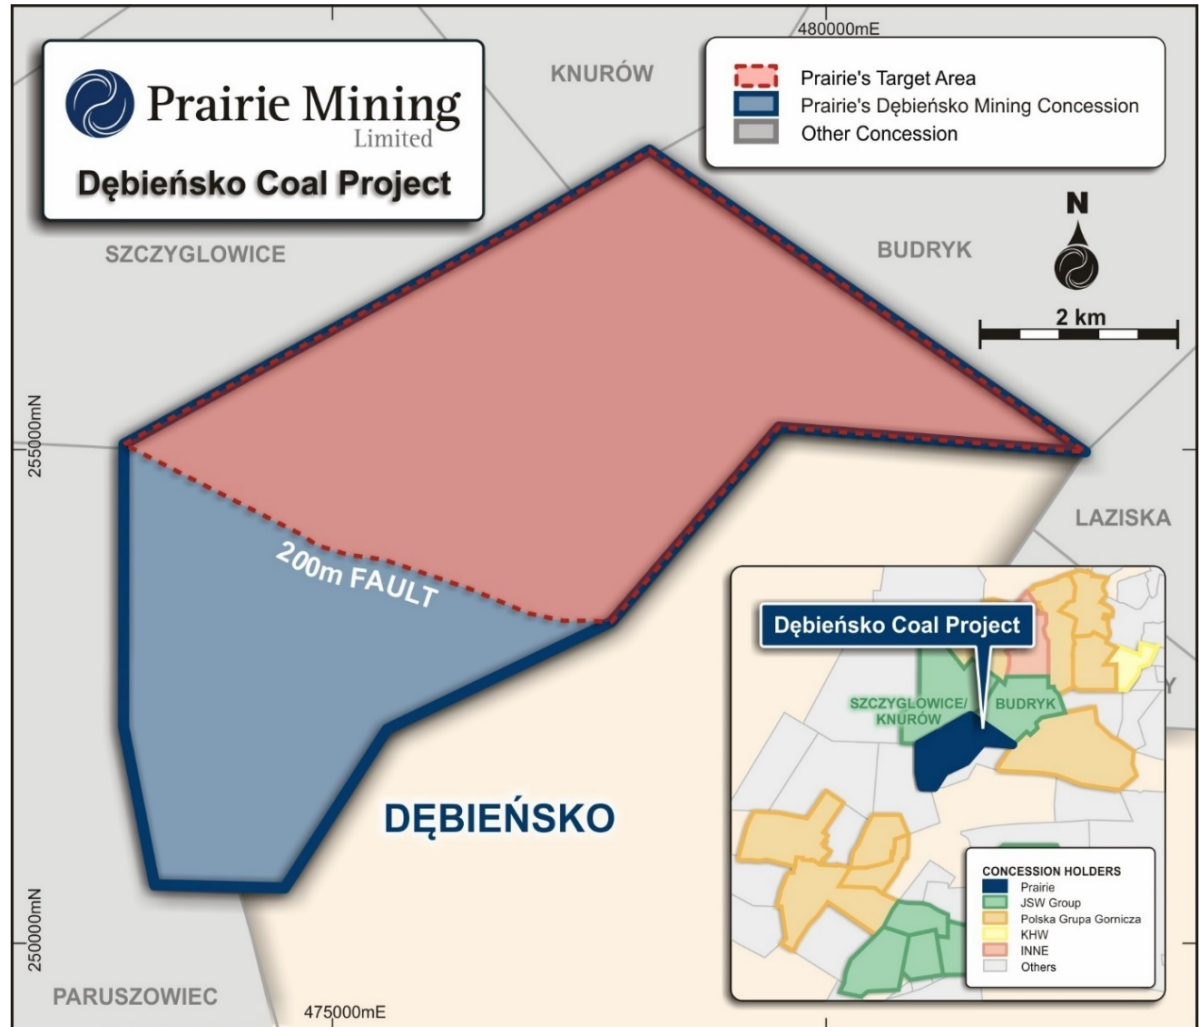 480000mE
Prairie Mining
Limited
Dębieńsko Coal Project
KNURÓW
Prairie's Target Area
Prairie's Dębieńsko Mining Concession
Other Concession
SZCZYGLOWICE
BUDRYK
N
2 km
255000mN
LAZISKA
200m FAULT
Dębieńsko Coal Project
SZCZYGLOWICE/
KNURÓW
BUDRYK
Y
DĘBIEŃSKO
CONCESSION HOLDERS
Prairie
JSW Group
Polska Grupa Gornicza
KHW
INNE
Others
250000mN
PARUSZOWIEC
475000mE